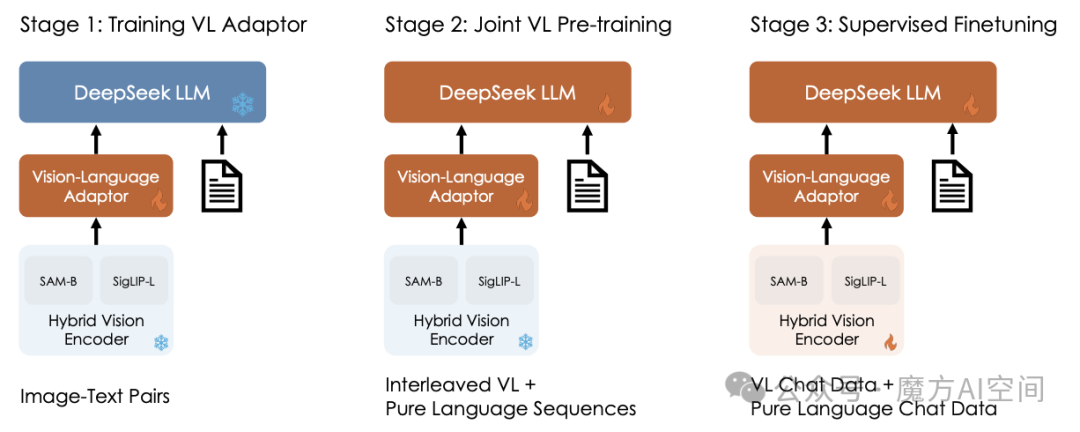 Stage 1: Training VL Adaptor
DeepSeek LLM
Vision-Language
Adaptor
SAM-B
SigLIP-L
Hybrid Vision
Encoder
Image-Text Pairs
Stage 2: Joint VL Pre-training
DeepSeek LLM
Vision-Language
Adaptor
SAM-B
SigLIP-L
Hybrid Vision
Encoder
Interleaved VL +
Pure Language Sequences
Stage 3: Supervised Finetuning
DeepSeek LLM
Vision-Language
Adaptor
SAM-B
SigLIP-L
Hybrid Vision
Encoder
VL Chat Data +
Pure Language Chat Data
公众号 · 魔方AI空间